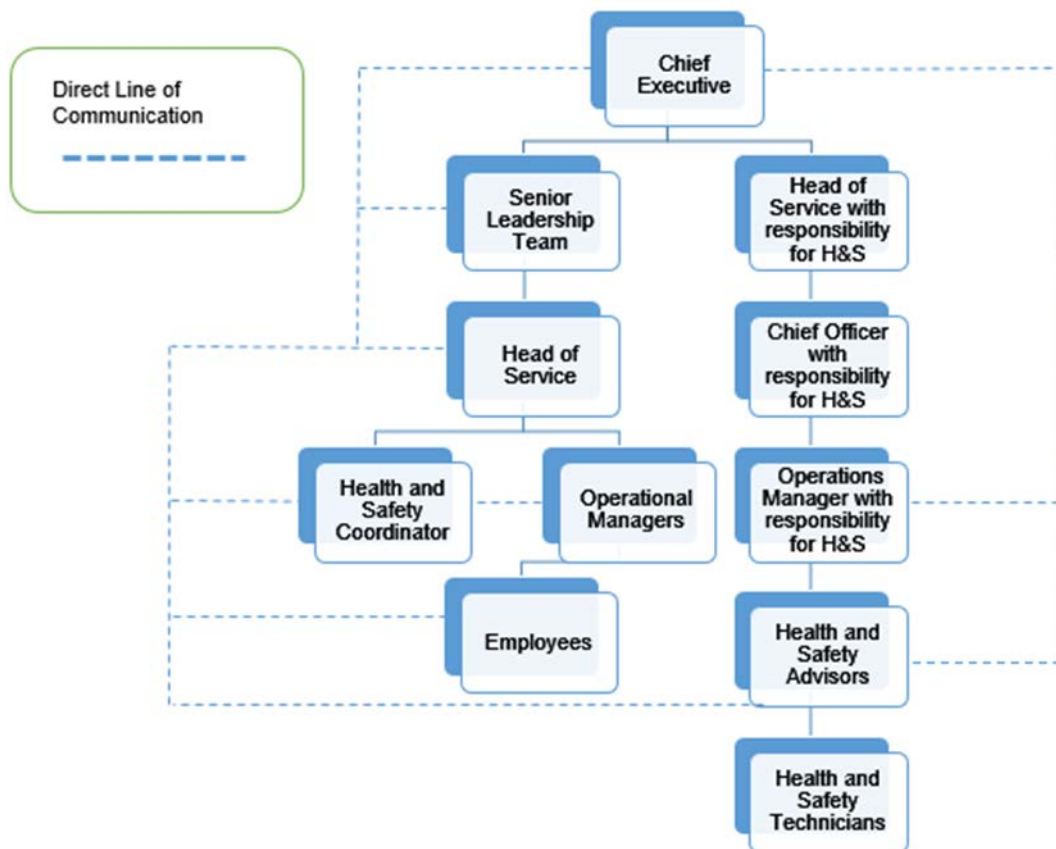 Direct Line of
Communication
Chief
Executive
Senior
Leadership
Team
Head of
Service with
responsibility
for H&S
Head of
Service
Chief Officer
with
responsibility
for H&S
Health and
Safety
Coordinator
Operational
Managers
Operations
Manager with
responsibility
for H&S
Employees
Health and
Safety
Advisors
Health and
Safety
Technicians